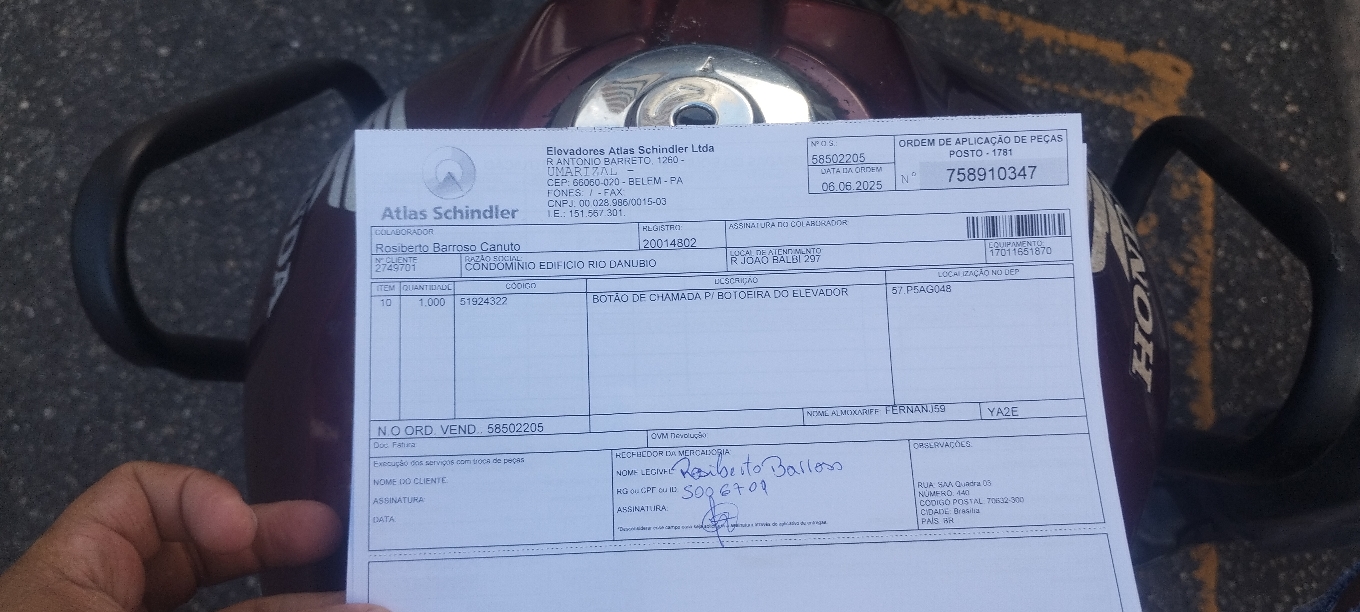 Elevadores Atlas Schindler Ltda
R ANTONIO BARRETO, 1260 -
UMARIZAL -
CEP: 66060-020 - BELEM - PA
FONES: / - FAX:
CNPJ: 00.028.986/0015-03
I.E.: 151.567.301.
Atlas Schindler
Nº O.S.:
58502205
DATA DA ORDEM
06.06.2025
ORDEM DE APLICAÇÃO DE PEÇAS
POSTO - 1781
Nº 758910347
COLABORADOR
Rosiberto Barroso Canuto
REGISTRO:
20014802
ASSINATURA DO COLABORADOR:
Nº CLIENTE
2749701
RAZÃO SOCIAL:
CONDOMINIO EDIFICIO RIO DANUBIO
LOCAL DE ATENDIMENTO
R JOAO BALBI 297
EQUIPAMENTO:
17011651870
ITEM QUANTIDADE CÓDIGO DESCRIÇÃO LOCALIZAÇÃO NO DEP
10 1.000 51924322 BOTÃO DE CHAMADA P/ BOTOEIRA DO ELEVADOR 57.P5AG048
NOME ALMOXARIFE: FERNANJ59 YA2E
N.O ORD. VEND.. 58502205
Doc. Fatura:
OVM Devolução:
Execução dos serviços com troca de peças
NOME DO CLIENTE:
ASSINATURA:
DATA:
RECEBEDOR DA MERCADORIA
NOME LEGIVEL: Rosiberto Barroso
RG ou CPF ou ID: 5096709
ASSINATURA:
OBSERVAÇÕES:
RUA: SAA Quadra 03
NÚMERO: 440
CÓDIGO POSTAL: 70632-300
CIDADE: Brasília
PAÍS: BR
HONDA